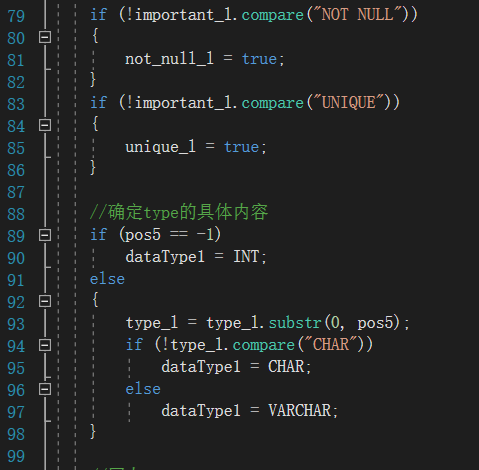 79 if (!important_l.compare("NOT NULL"))
80 {
81 not_null_l = true;
82 }
83 if (!important_l.compare("UNIQUE"))
84 {
85 unique_l = true;
86 }
87
88 //确定type的具体内容
89 if (pos5 == -1)
90 dataType1 = INT;
91 else
92 {
93 type_l = type_l.substr(0, pos5);
94 if (!type_l.compare("CHAR"))
95 dataType1 = CHAR;
96 else
97 dataType1 = VARCHAR;
98 }
99